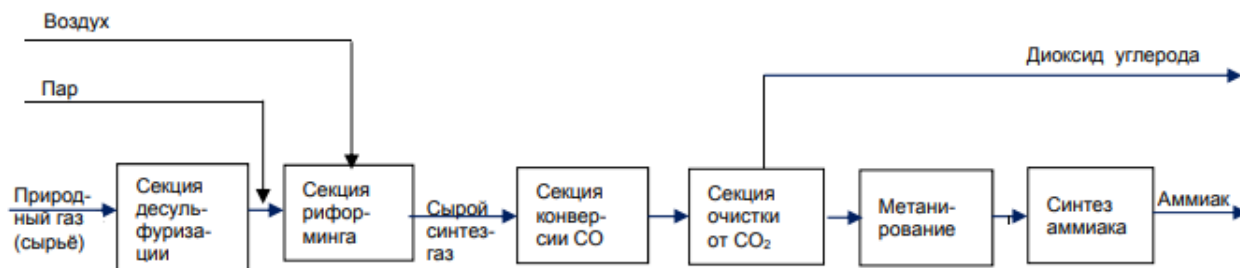 Воздух
Диоксид углерода
Пар
Природ-
ный газ
(сырьё)
Секция
десуль-
фуриза-
ции
Секция
рифор-
минга
Сырой
синтез-
газ
Секция
конвер-
сии CO
Секция
очистки
от CO₂
Метани-
рование
Синтез
аммиака
Аммиак